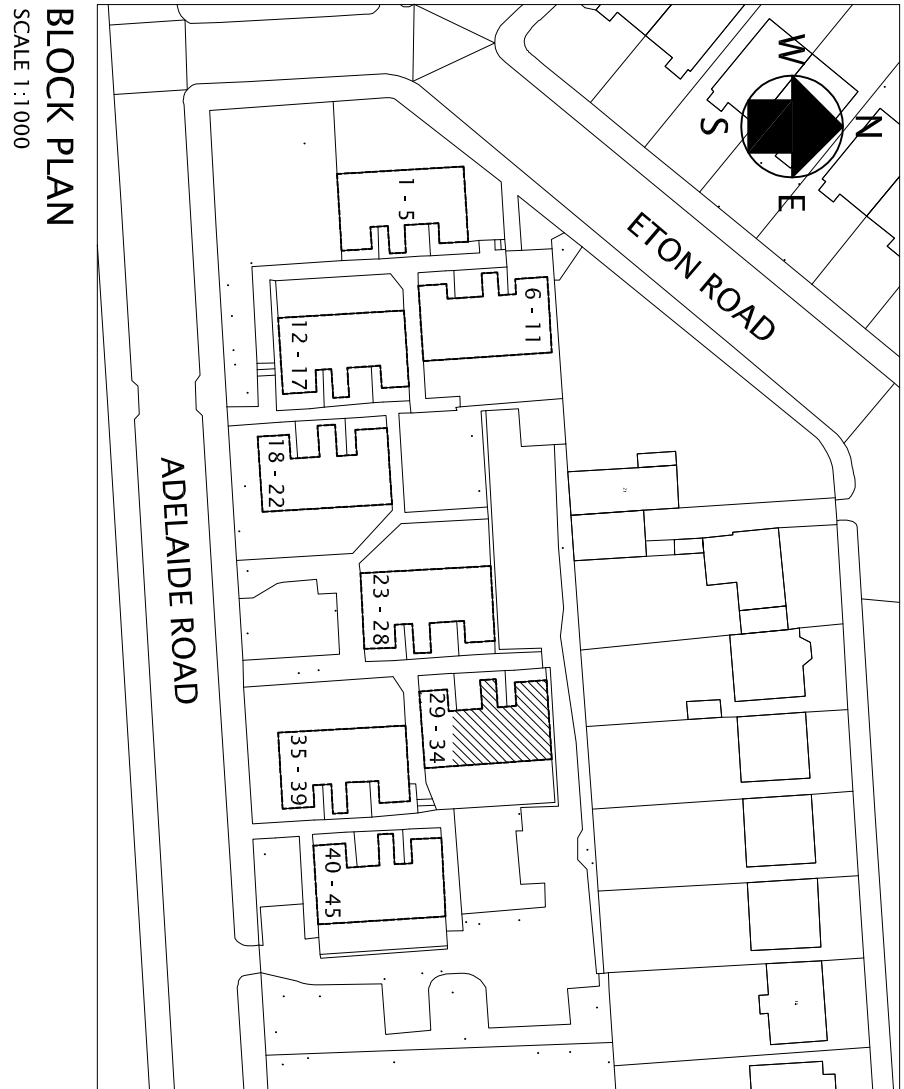 BLOCK PLAN
SCALE 1:1000
W
N
S
E
ETON ROAD
ADELAIDE ROAD
1 - 5
6 - 11
12 - 17
18 - 22
23 - 28
29 - 34
35 - 39
40 - 45